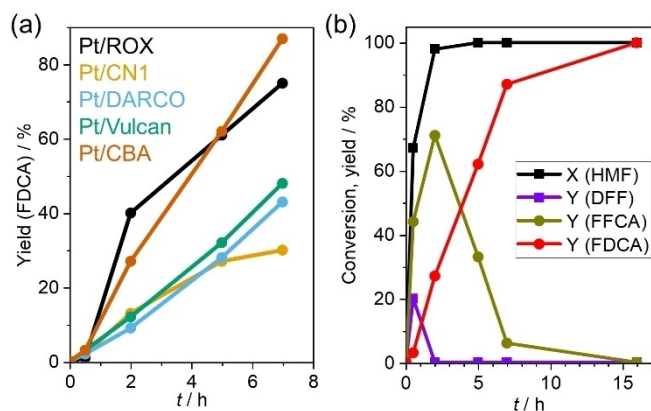 (a)
Pt/ROX
Pt/CN1
Pt/DARCO
Pt/Vulcan
Pt/CBA
Yield (FDCA) / %
80
60
40
20
0
0 2 4 6 8
t / h
(b)
Conversion, yield / %
100
80
60
40
20
0
X (HMF)
Y (DFF)
Y (FFCA)
Y (FDCA)
0 5 10 15
t / h